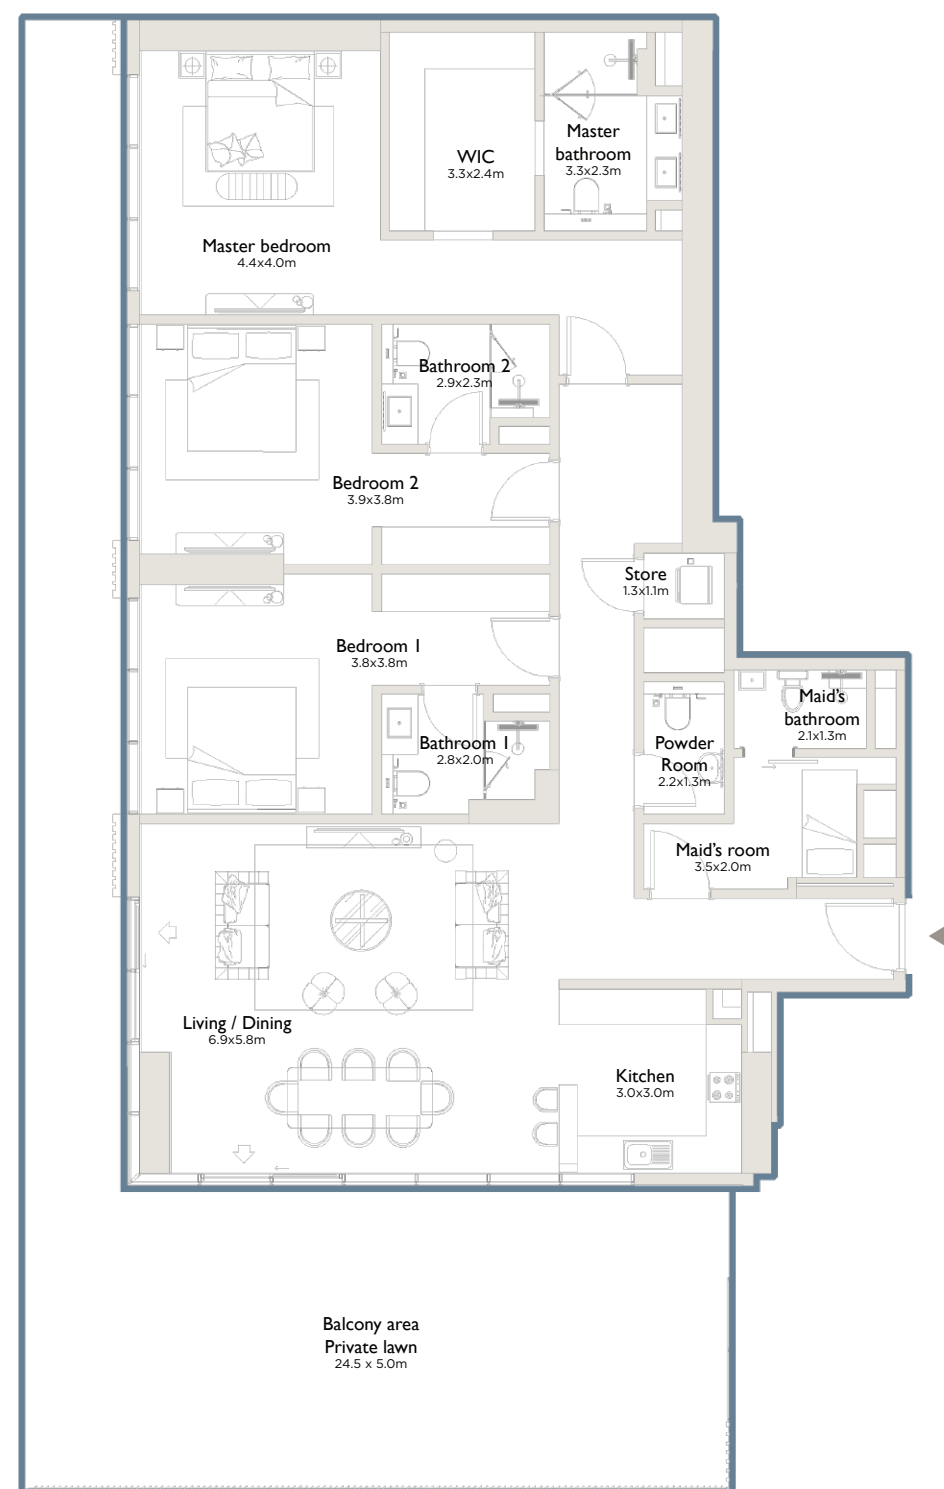 WIC
3.3x2.4m
Master
bathroom
3.3x2.3m
Master bedroom
4.4x4.0m
Bathroom 2
2.9x2.3m
Bedroom 2
3.9x3.8m
Store
1.3x1.1m
Bedroom 1
3.8x3.8m
Maid's
bathroom
2.1x1.3m
Bathroom 1
2.8x2.0m
Powder
Room
2.2x1.3m
Maid's room
3.5x2.0m
Living / Dining
6.9x5.8m
Kitchen
3.0x3.0m
Balcony area
Private lawn
24.5 x 5.0m